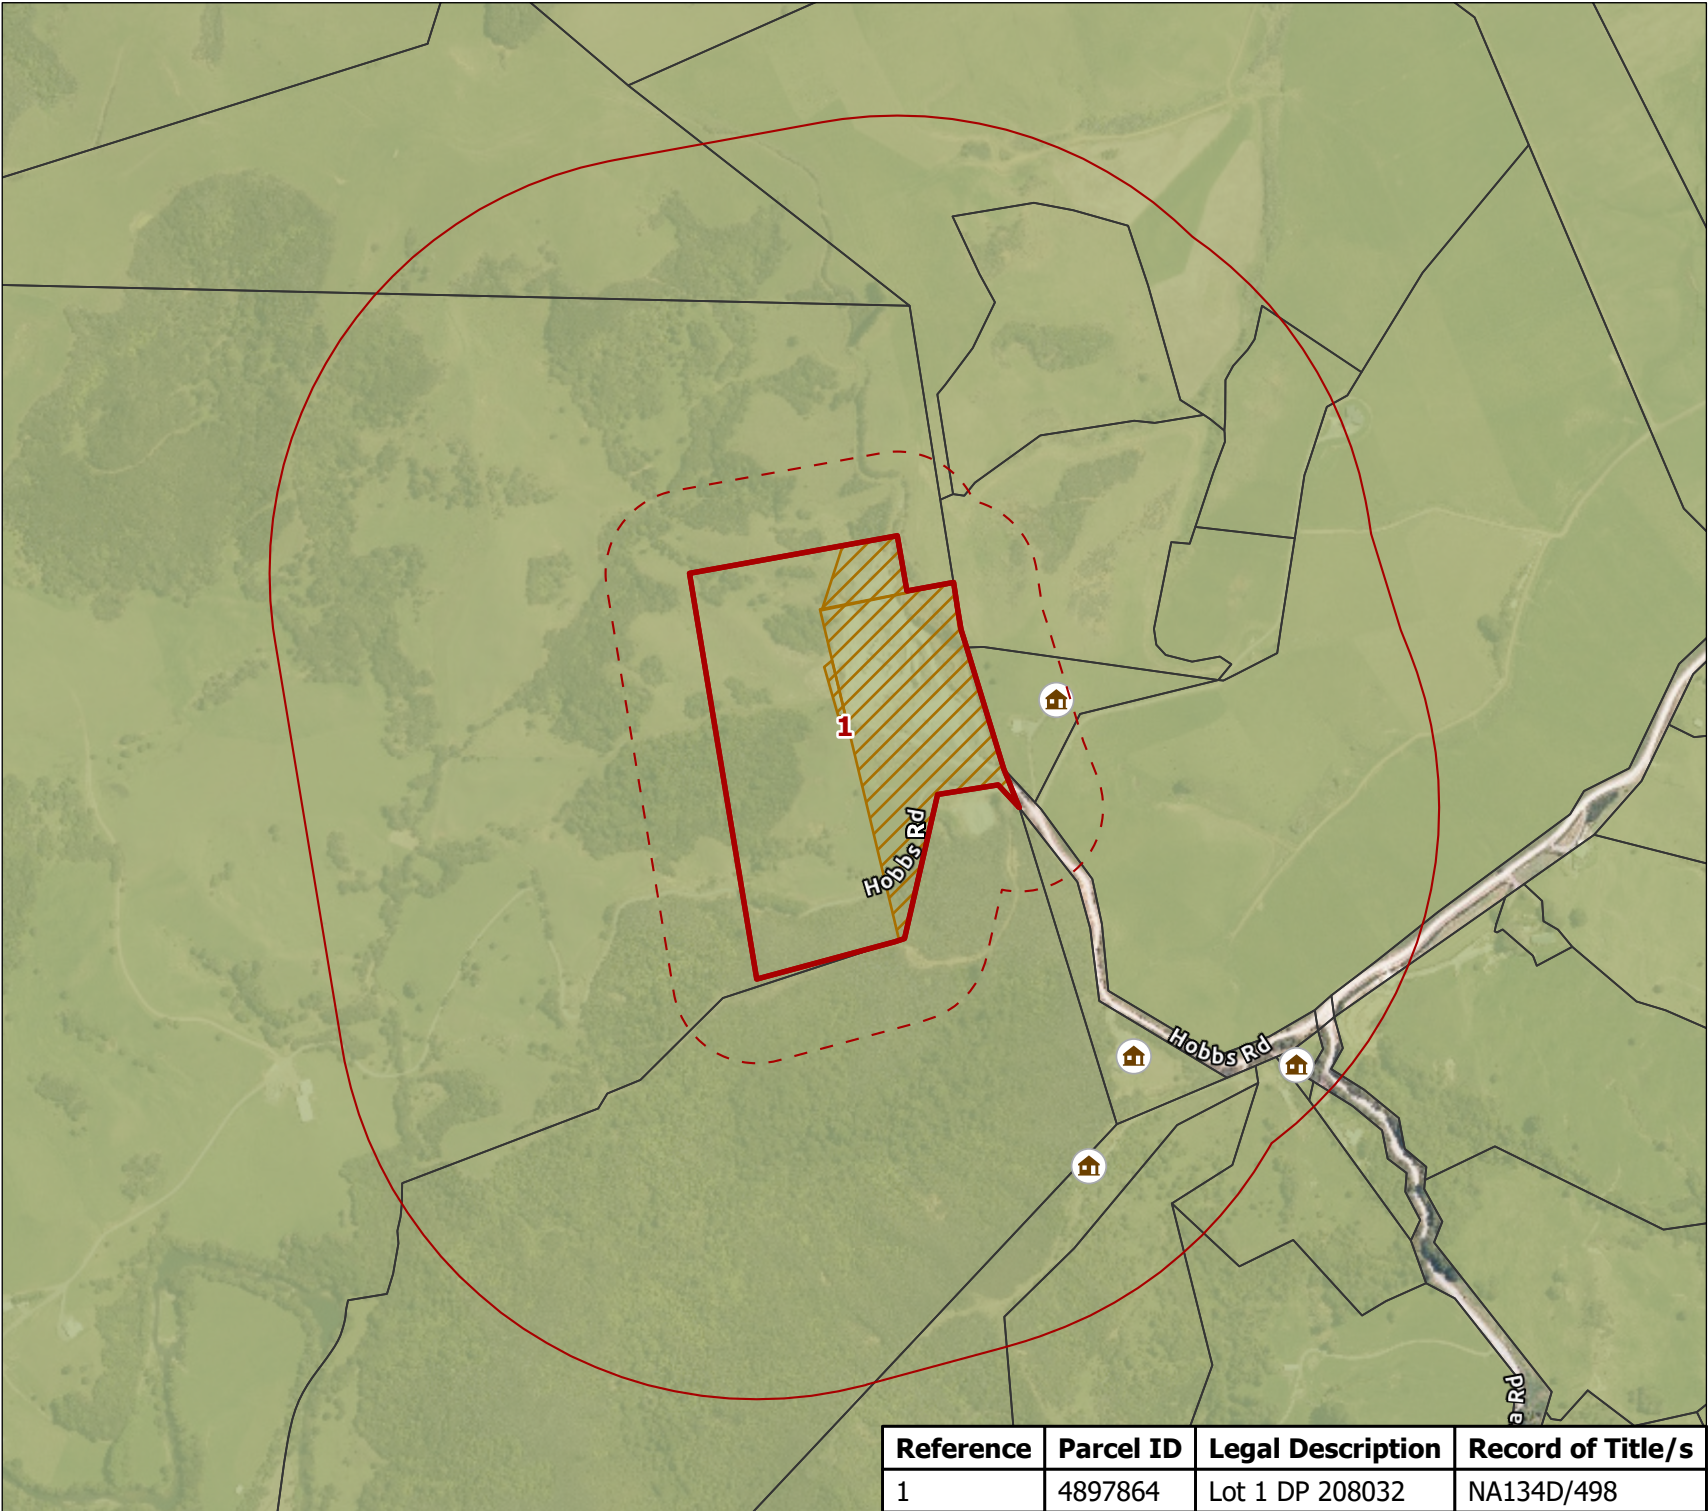 1
Hobbs Rd
Hobbs Rd
a Rd
Reference Parcel ID Legal Description Record of Title/s
1 4897864 Lot 1 DP 208032 NA134D/498